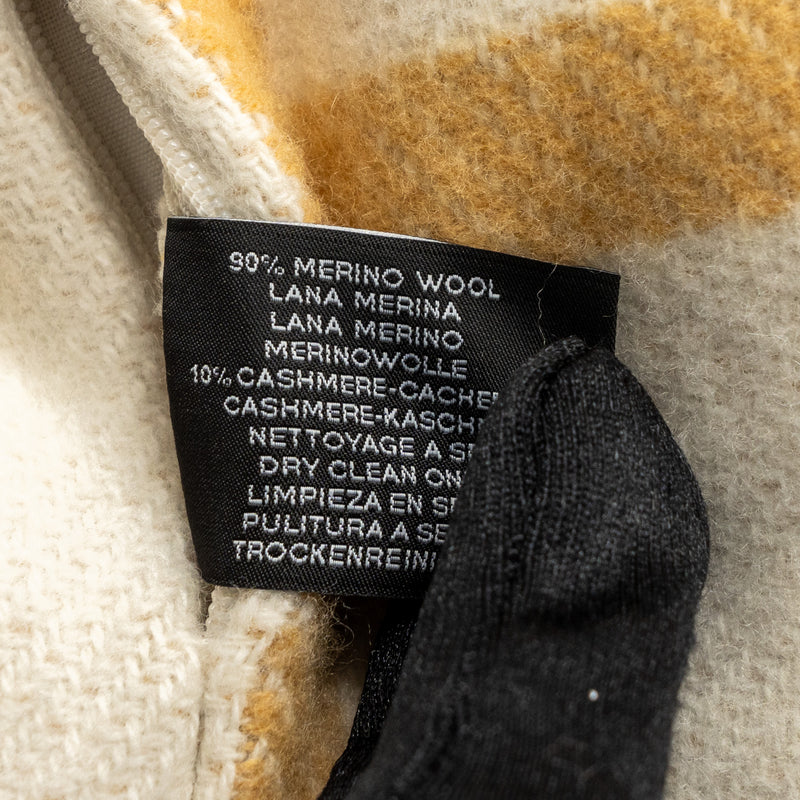 90% MERINO WOOL
LANA MERINA
LANA MERINO
MERINOWOLLE
10% CASHMERE-CACHE
CASHMERE-KASCH
NETTOYAGE A S
DRY CLEAN ON
LIMPIEZA EN S
PULITURA A SE
TROCKENREINI